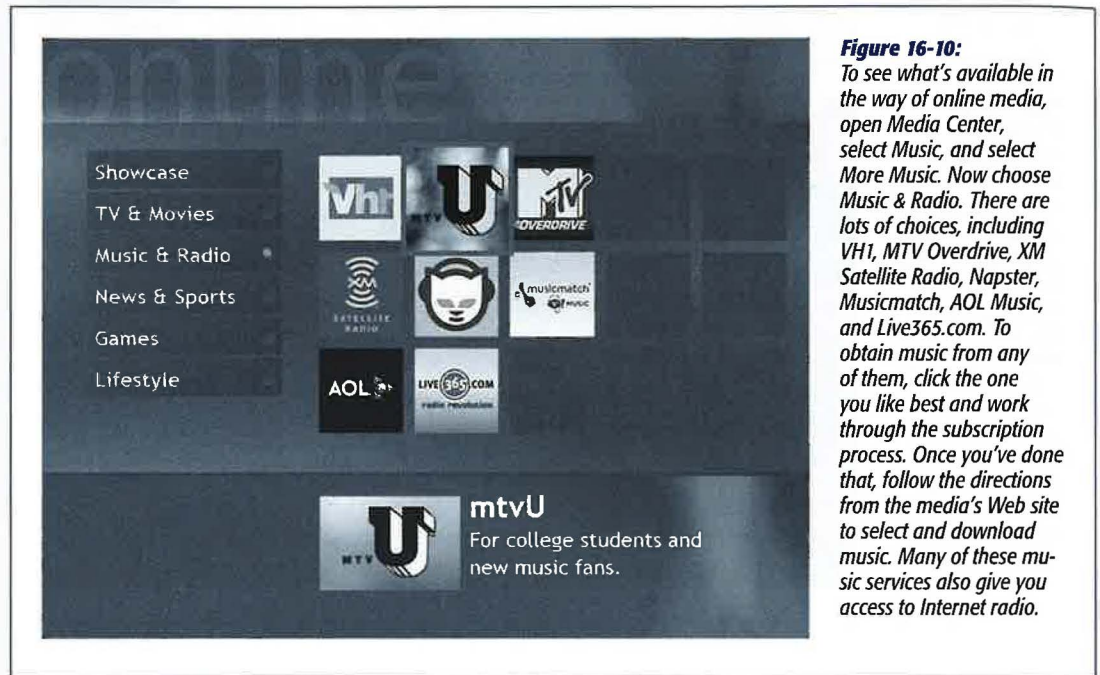 online
Showcase
TV & Movies
Music & Radio
News & Sports
Games
Lifestyle
Vh1
MTV U
MTV
OVERDRIVE
XM
SATELLITE
RADIO
musicmatch
Y! MUSIC
AOL
LIVE 365.COM
radio revolution
MTV U
mtvU
For college students and
new music fans.
Figure 16-10:
To see what's available in
the way of online media,
open Media Center,
select Music, and select
More Music. Now choose
Music & Radio. There are
lots of choices, including
VH1, MTV Overdrive, XM
Satellite Radio, Napster,
Musicmatch, AOL Music,
and Live365.com. To
obtain music from any
of them, click the one
you like best and work
through the subscription
process. Once you've done
that, follow the directions
from the media's Web site
to select and download
music. Many of these mu-
sic services also give you
access to Internet radio.